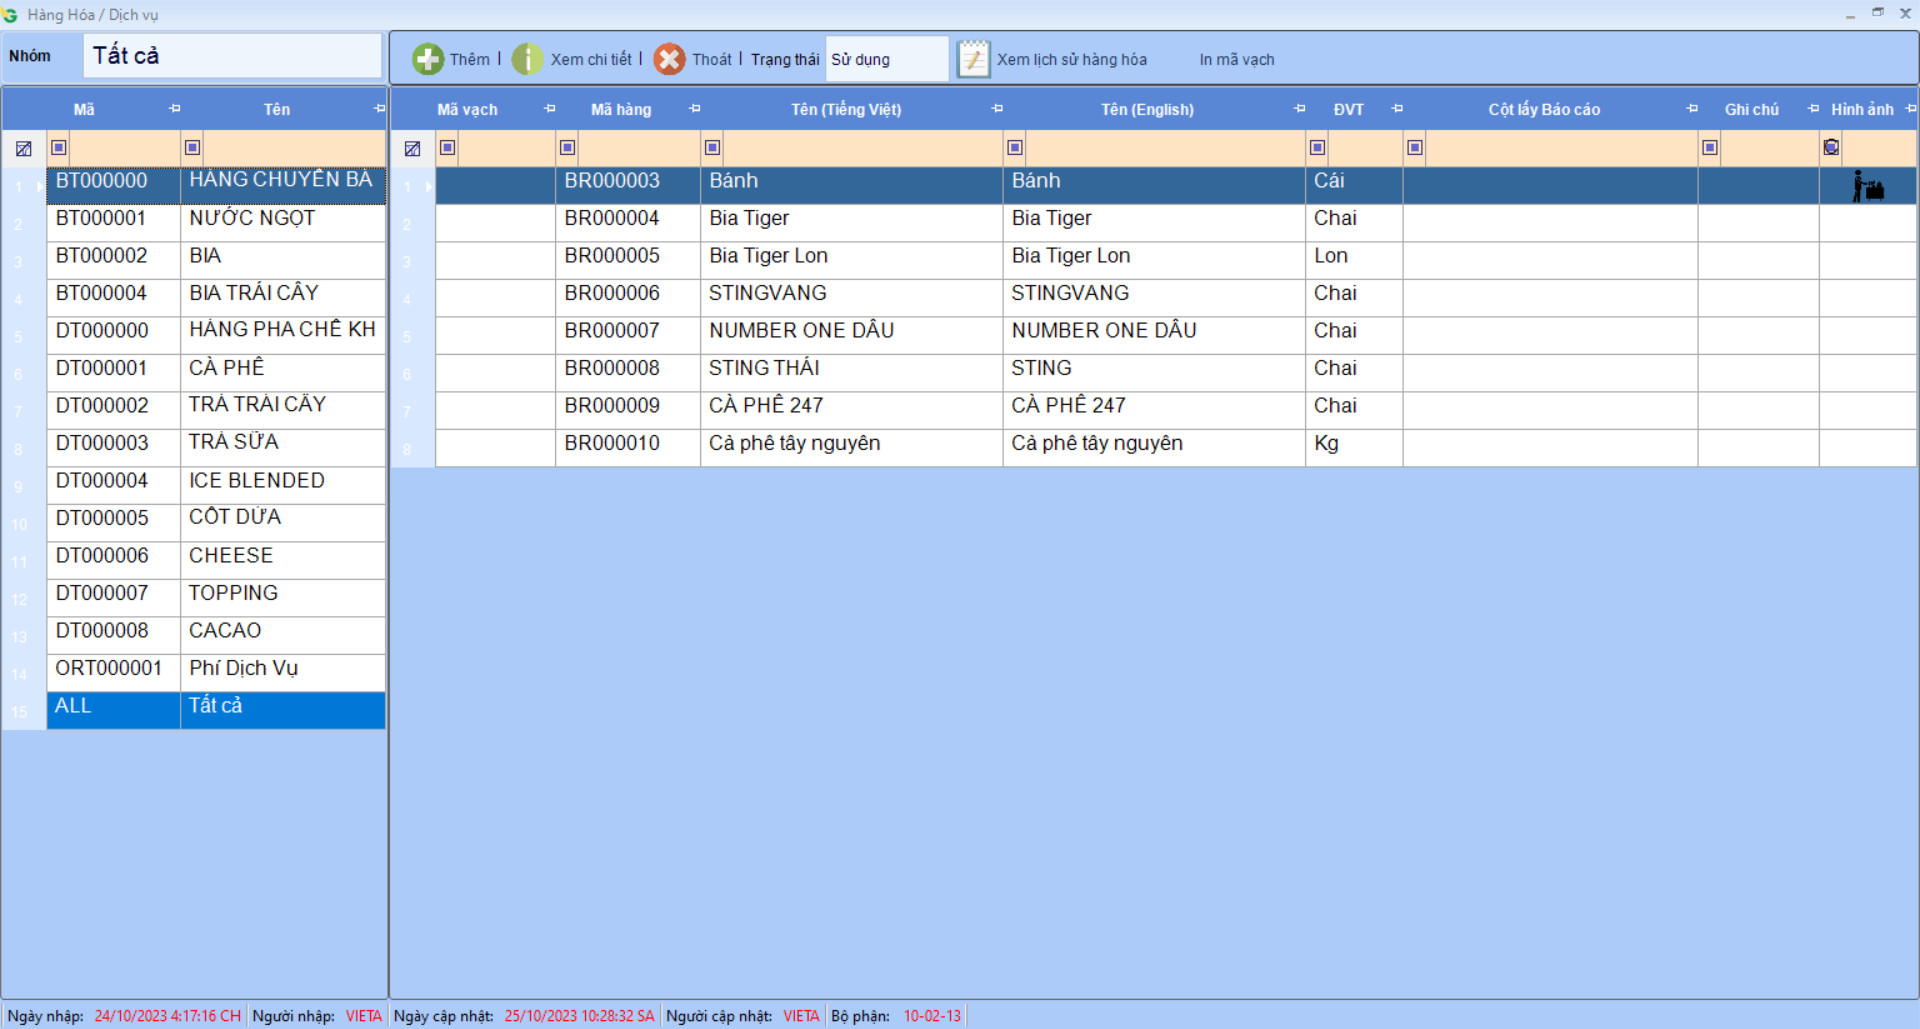 Hàng Hóa / Dịch vụ
Nhóm Tất cả
Thêm | Xem chi tiết | Thoát | Trạng thái Sử dụng Xem lịch sử hàng hóa In mã vạch
Mã Tên
1 BT000000 HÀNG CHUYÊN BÁ
2 BT000001 NƯỚC NGỌT
3 BT000002 BIA
4 BT000004 BIA TRÁI CÂY
5 DT000000 HÀNG PHA CHẾ KH
6 DT000001 CÀ PHÊ
7 DT000002 TRÀ TRÁI CÂY
8 DT000003 TRÀ SỮA
9 DT000004 ICE BLENDED
10 DT000005 CỐT DỪA
11 DT000006 CHEESE
12 DT000007 TOPPING
13 DT000008 CACAO
14 ORT000001 Phí Dịch Vụ
15 ALL Tất cả
Mã vạch Mã hàng Tên (Tiếng Việt) Tên (English) ĐVT Cột lấy Báo cáo Ghi chú Hình ảnh
1 BR000003 Bánh Bánh Cái
2 BR000004 Bia Tiger Bia Tiger Chai
3 BR000005 Bia Tiger Lon Bia Tiger Lon Lon
4 BR000006 STINGVANG STINGVANG Chai
5 BR000007 NUMBER ONE DÂU NUMBER ONE DÂU Chai
6 BR000008 STING THÁI STING Chai
7 BR000009 CÀ PHÊ 247 CÀ PHÊ 247 Chai
8 BR000010 Cà phê tây nguyên Cà phê tây nguyên Kg
Ngày nhập: 24/10/2023 4:17:16 CH Người nhập: VIETA Ngày cập nhật: 25/10/2023 10:28:32 SA Người cập nhật: VIETA Bộ phận: 10-02-13